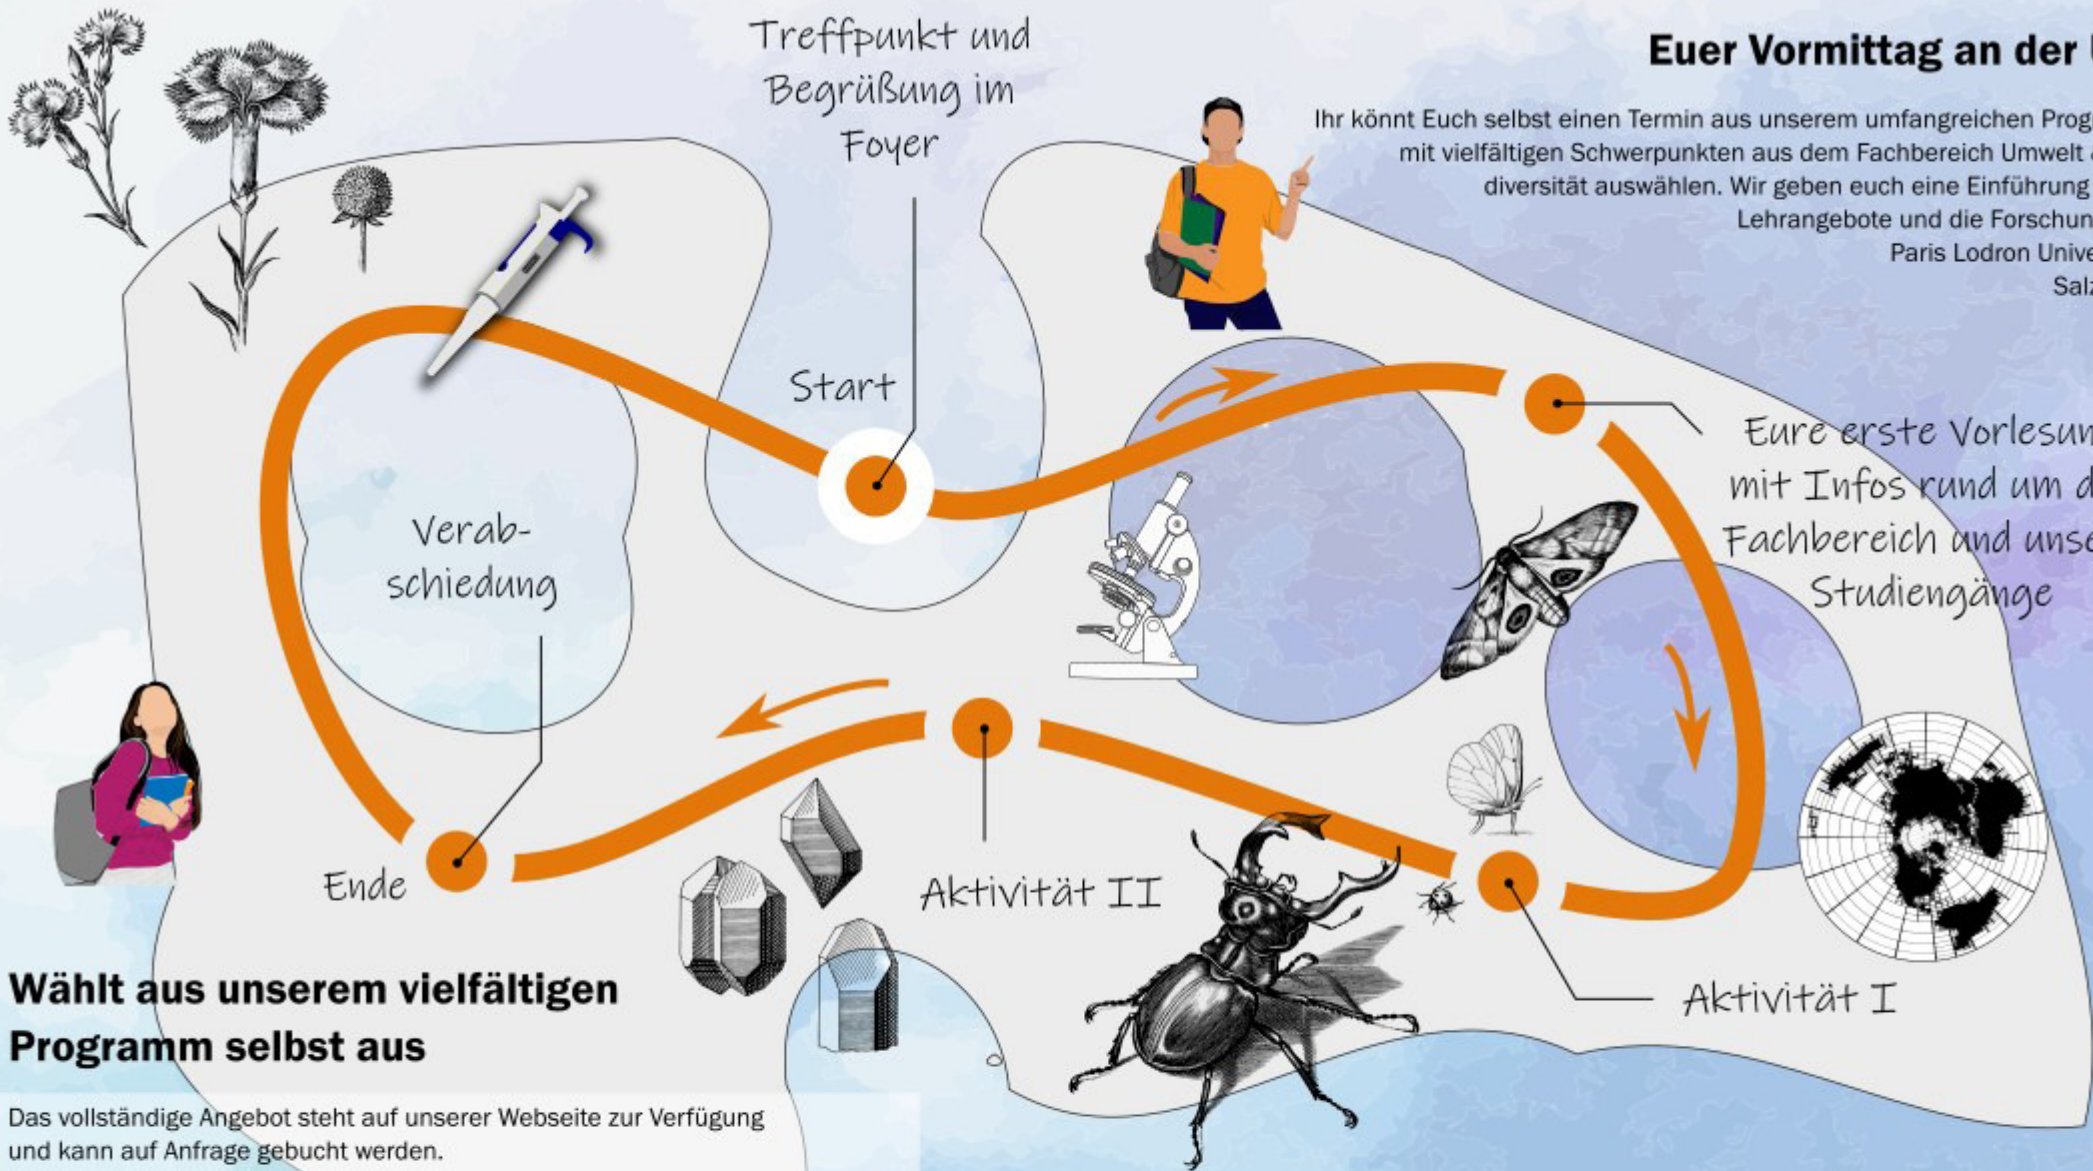 Treffpunkt und
Begrüßung im
Foyer
Euer Vormittag an der
Ihr könnt Euch selbst einen Termin aus unserem umfangreichen
mit vielfältigen Schwerpunkten aus dem Fachbereich Umwelt
diversität auswählen. Wir geben euch eine Einführung
Lehrangebote und die
Paris Lodron
Start
Eure erste
mit Infos rund um
Fachbereich und
Studiengänge
Verab-
schiedung
Ende
Aktivität II
Aktivität I
Wählt aus unserem vielfältigen
Programm selbst aus
Das vollständige Angebot steht auf unserer Webseite zur Verfügung
und kann auf Anfrage gebucht werden.